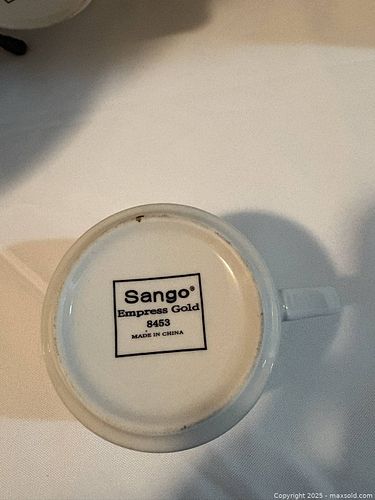 Sango®
Empress Gold
8453
MADE IN CHINA
Copyright 2025 - maxsold.com